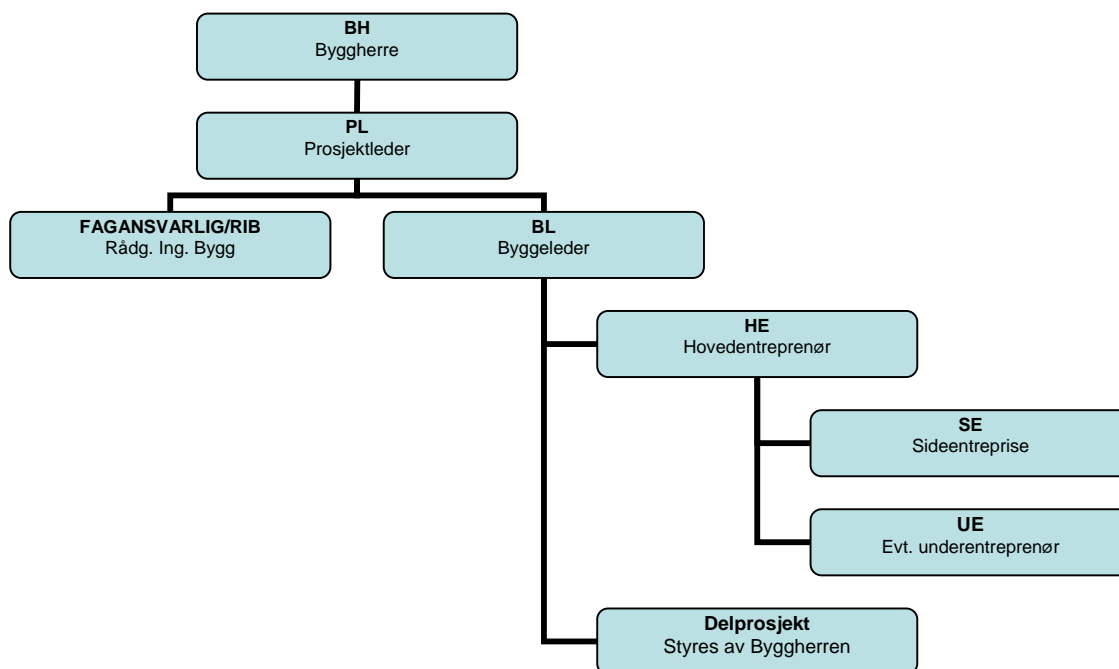 BH
Byggherre
PL
Prosjektleder
FAGANSVARLIG/RIB
Rådg. Ing. Bygg
BL
Byggeleder
HE
Hovedentreprenør
SE
Sideentreprise
UE
Evt. underentreprenør
Delprosjekt
Styres av Byggherren